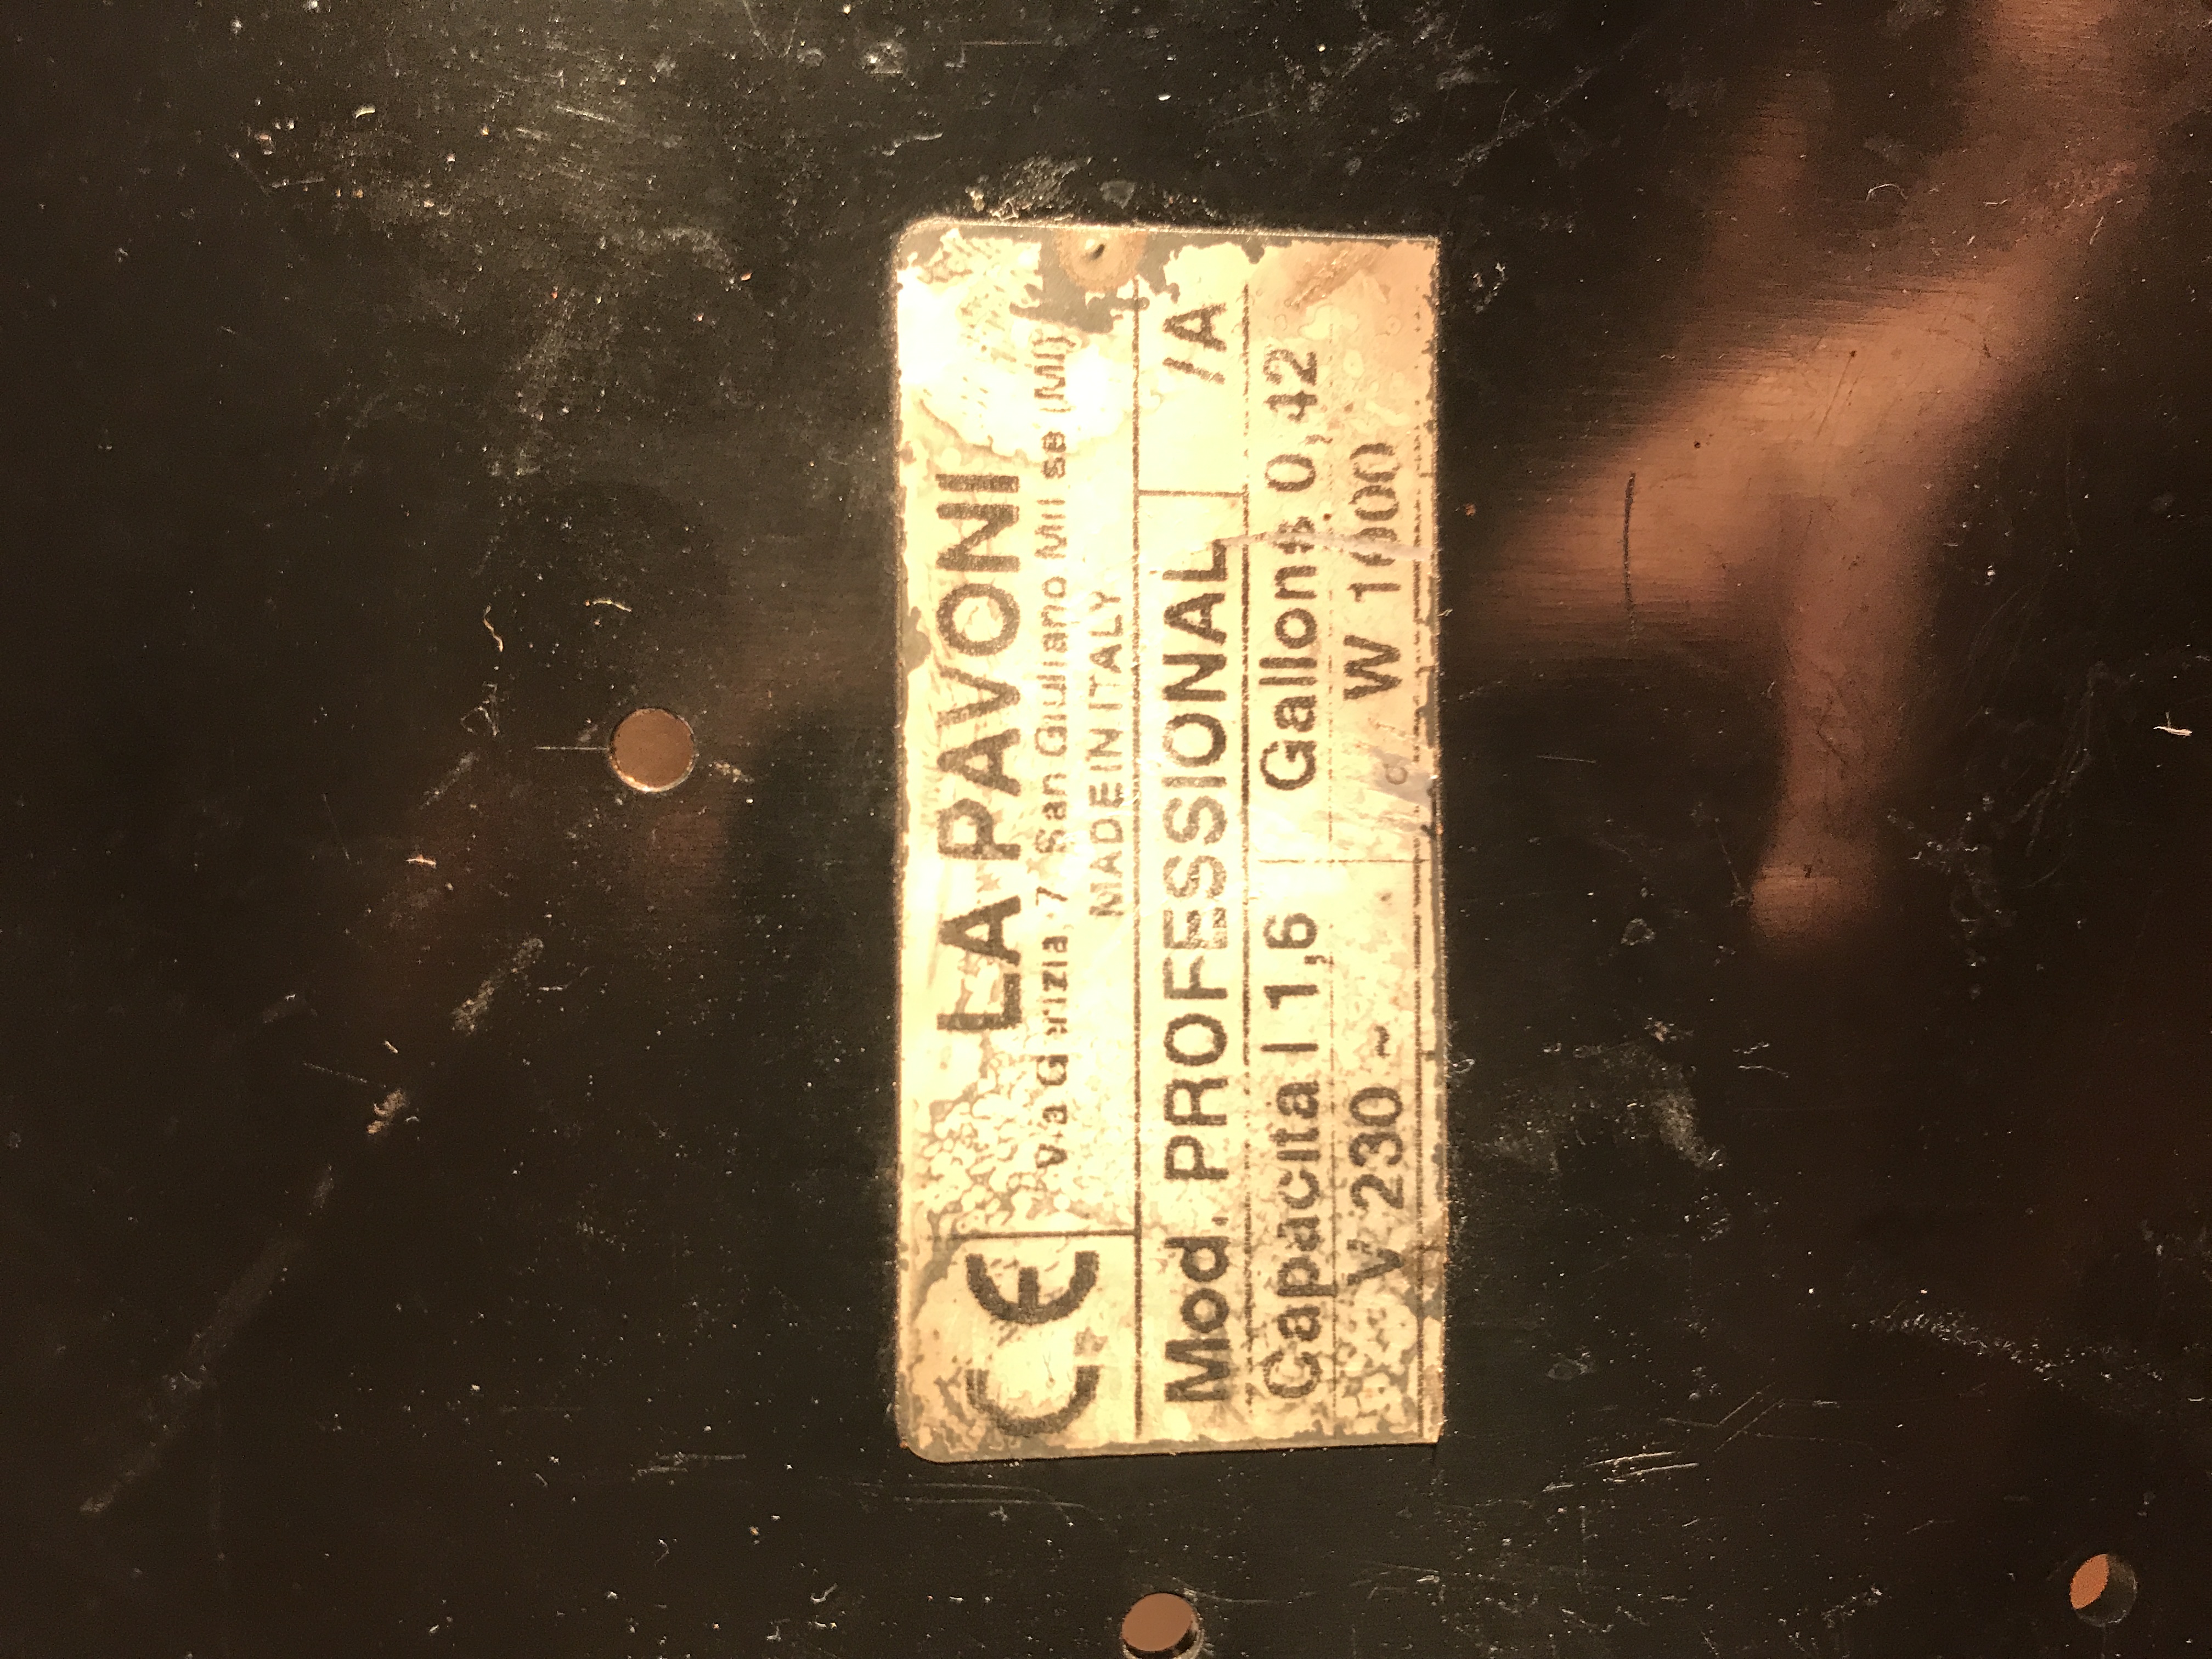 CE
LA PAVONI
Via Gorizia, 7 San Giuliano Mil se (MI)
MADE IN ITALY
Mod. PROFESSIONAL /A
Capacita l 1,6 Gallons 0,42
V 230 ~ W 1000